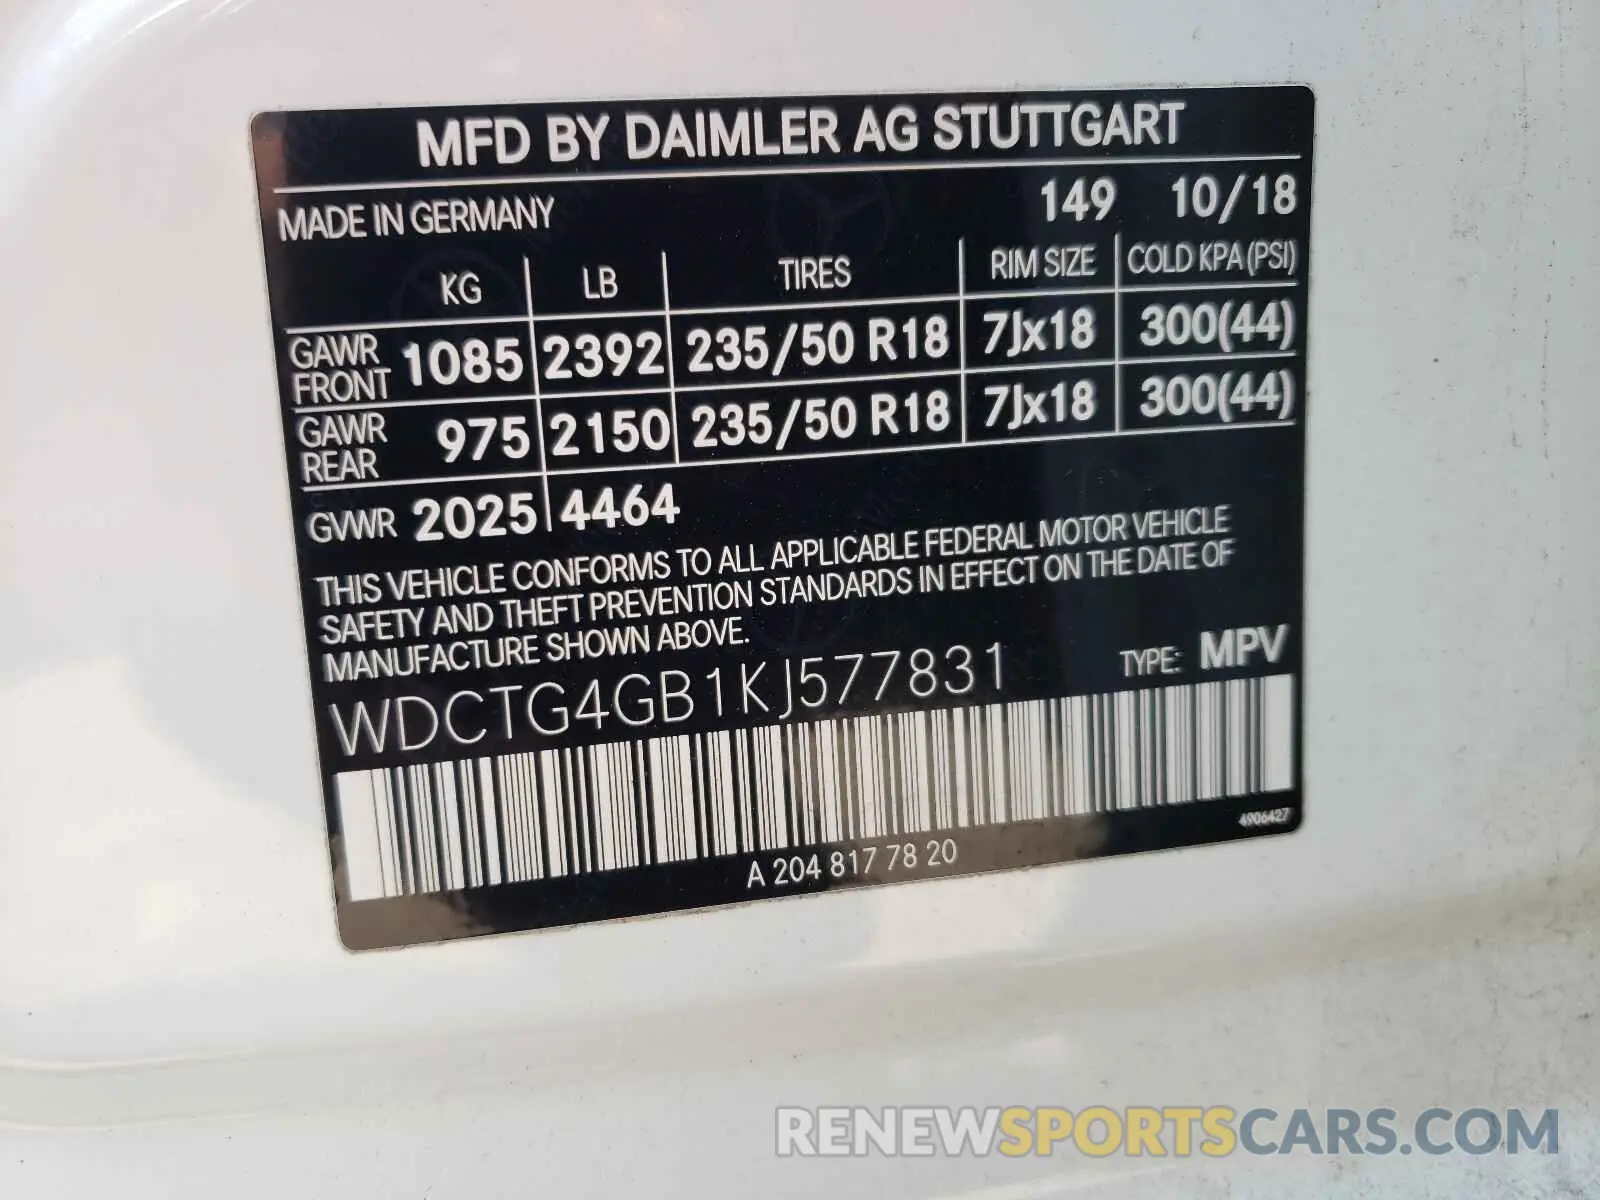 MFD BY DAIMLER AG STUTTGART
MADE IN GERMANY 149 10/18
KG LB TIRES RIM SIZE COLD KPA (PSI)
GAWR FRONT 1085 2392 235/50 R18 7Jx18 300(44)
GAWR REAR 975 2150 235/50 R18 7Jx18 300(44)
GVWR 2025 4464
THIS VEHICLE CONFORMS TO ALL APPLICABLE FEDERAL MOTOR VEHICLE
SAFETY AND THEFT PREVENTION STANDARDS IN EFFECT ON THE DATE OF
MANUFACTURE SHOWN ABOVE.
WDCTG4GB1KJ577831 TYPE: MPV
4906427
A 204 817 78 20
RENEWSPORTSCARS.COM